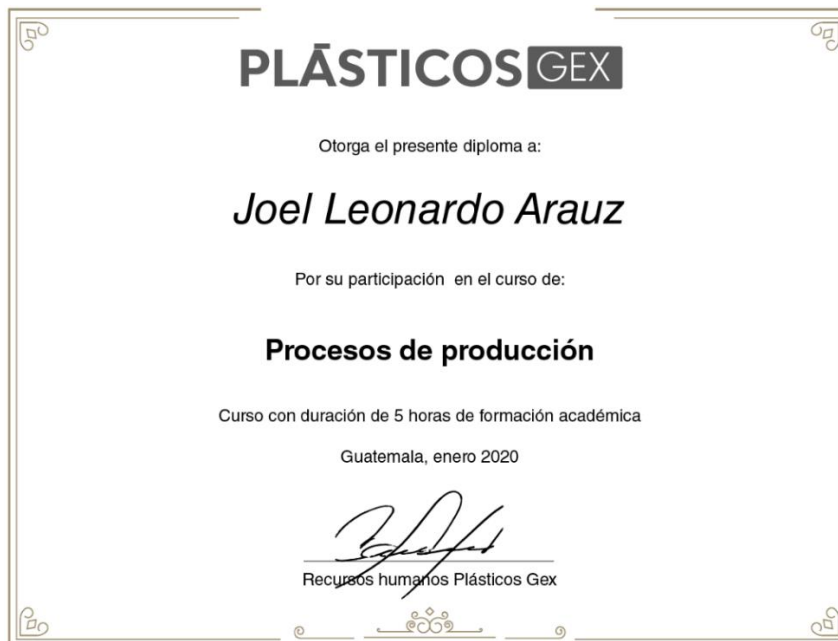 PLÁSTICOS GEX
Otorga el presente diploma a:
Joel Leonardo Arauz
Por su participación en el curso de:
Procesos de producción
Curso con duración de 5 horas de formación académica
Guatemala, enero 2020
Recursos humanos Plásticos Gex